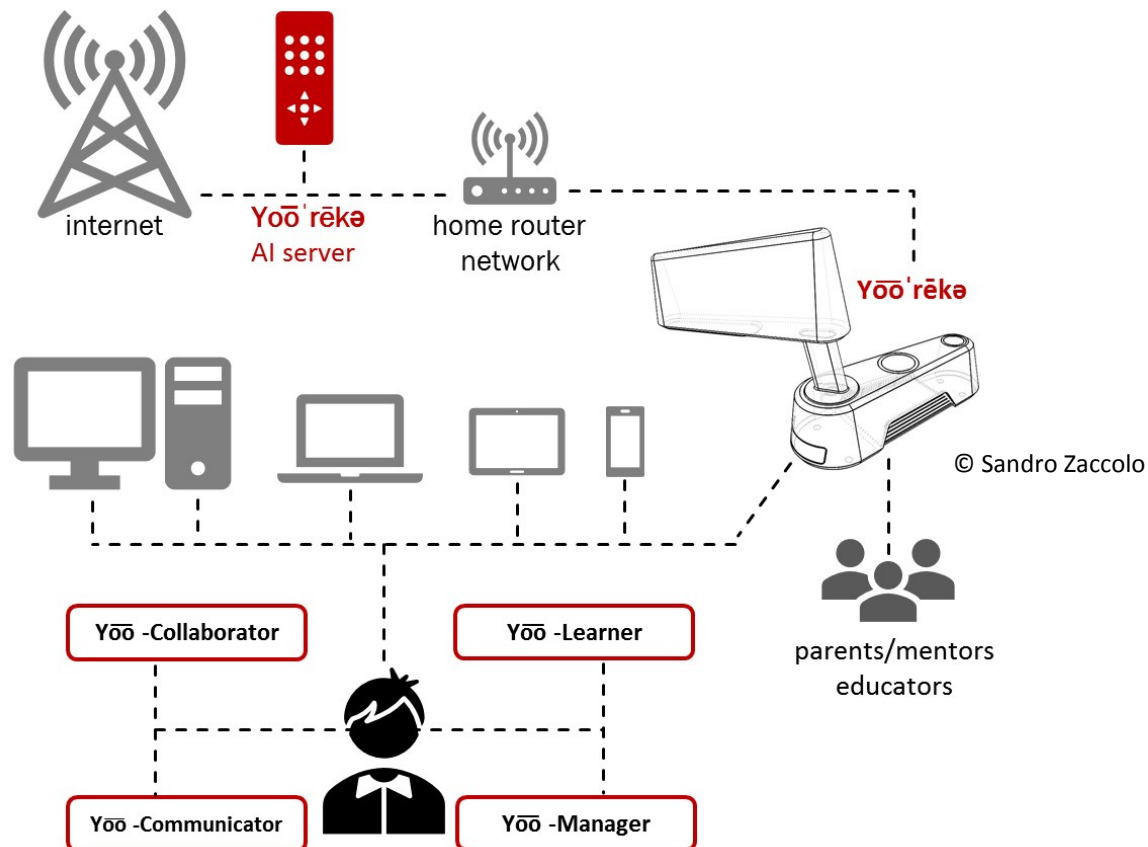 internet
Yo͞oˈrēkə
AI server
home router
network
Yo͞oˈrēkə
© Sandro Zaccolo
parents/mentors
educators
Yo͞o -Collaborator
Yo͞o -Learner
Yo͞o -Communicator
Yo͞o -Manager